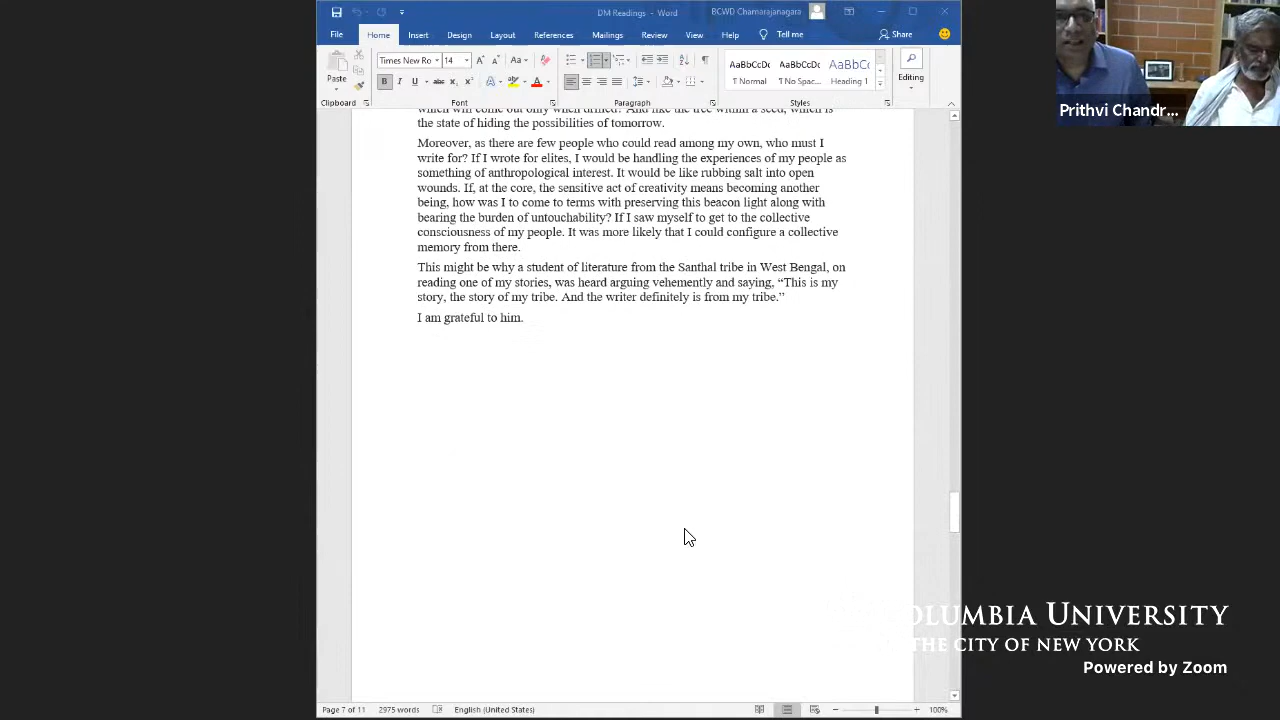 DM Readings - Word
BCWD Chamarajanagara
File Home Insert Design Layout References Mailings Review View Help Tell me Share
Times New Ro 14 Aa
AaBbCcDc AaBbCcDc AaBbC
Paste
Editing
B I U abc x₂ x²
¶ Normal ¶ No Spac... Heading 1
Clipboard Font Paragraph Styles
the state of hiding the possibilities of tomorrow.
Moreover, as there are few people who could read among my own, who must I
write for? If I wrote for elites, I would be handling the experiences of my people as
something of anthropological interest. It would be like rubbing salt into open
wounds. If, at the core, the sensitive act of creativity means becoming another
being, how was I to come to terms with preserving this beacon light along with
bearing the burden of untouchability? If I saw myself to get to the collective
consciousness of my people. It was more likely that I could configure a collective
memory from there.
This might be why a student of literature from the Santhal tribe in West Bengal, on
reading one of my stories, was heard arguing vehemently and saying, “This is my
story, the story of my tribe. And the writer definitely is from my tribe.”
I am grateful to him.
Page 7 of 11 2975 words English (United States) 100%
Prithvi Chandr...
OLUMBIA UNIVERSITY
THE CITY OF NEW YORK
Powered by Zoom